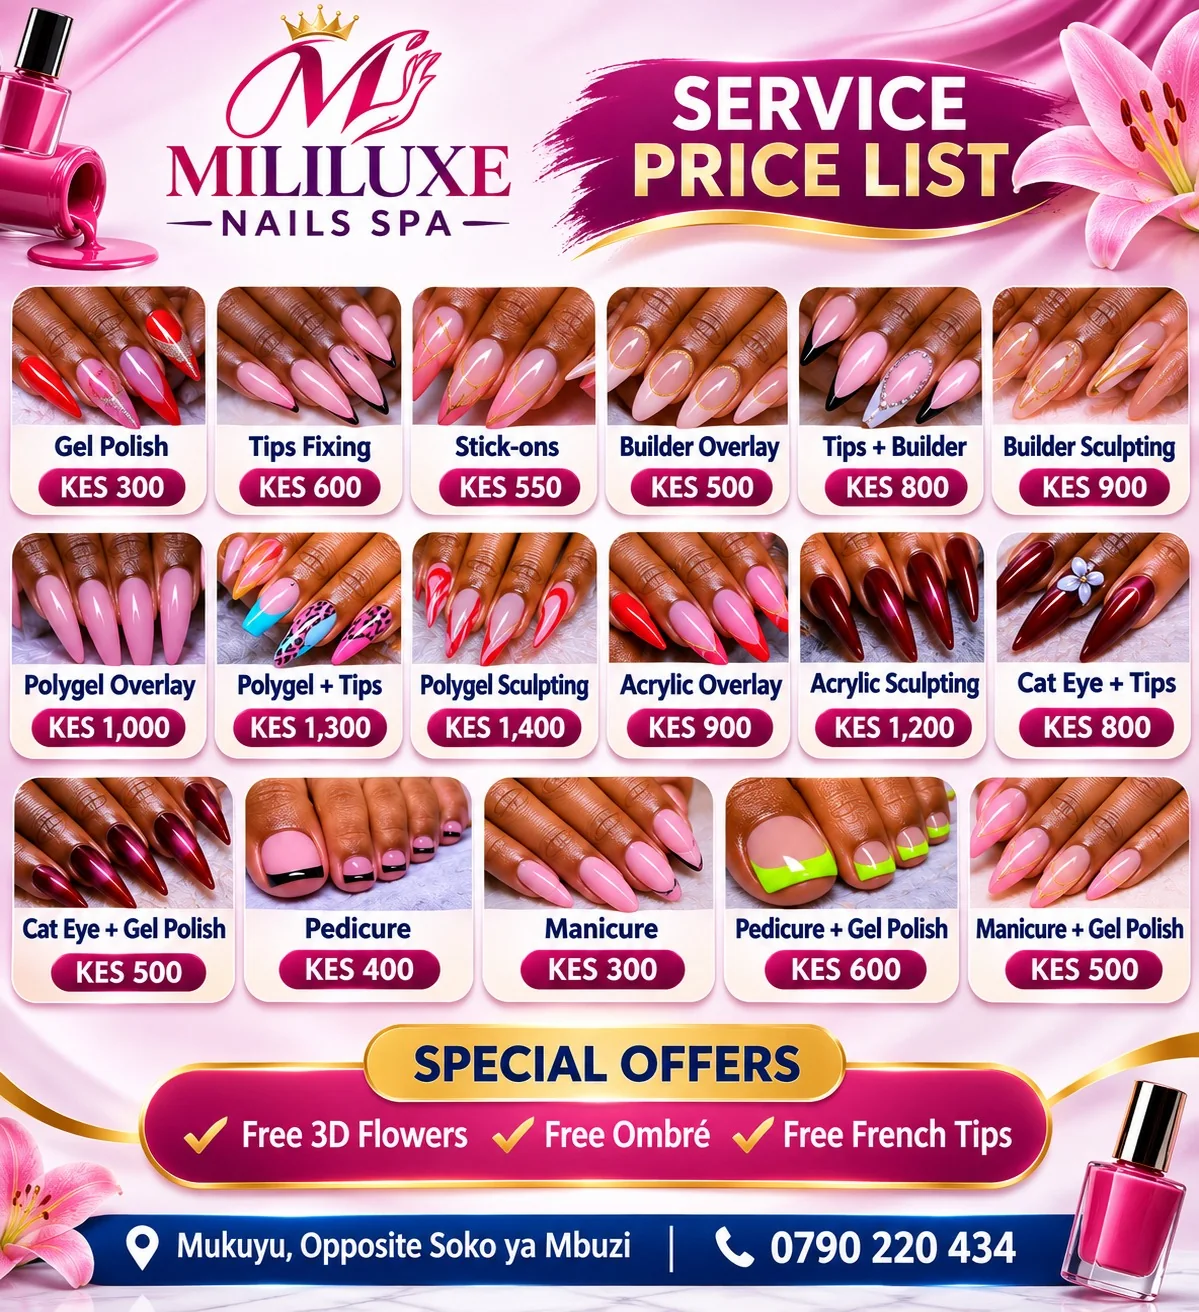 M
MILILUXE
NAILS SPA
SERVICE
PRICE LIST
Gel Polish
KES 300
Tips Fixing
KES 600
Stick-ons
KES 550
Builder Overlay
KES 500
Tips + Builder
KES 800
Builder Sculpting
KES 900
Polygel Overlay
KES 1,000
Polygel + Tips
KES 1,300
Polygel Sculpting
KES 1,400
Acrylic Overlay
KES 900
Acrylic Sculpting
KES 1,200
Cat Eye + Tips
KES 800
Cat Eye + Gel Polish
KES 500
Pedicure
KES 400
Manicure
KES 300
Pedicure + Gel Polish
KES 600
Manicure + Gel Polish
KES 500
SPECIAL OFFERS
Free 3D Flowers
Free Ombré
Free French Tips
Mukuyu, Opposite Soko ya Mbuzi
0790 220 434